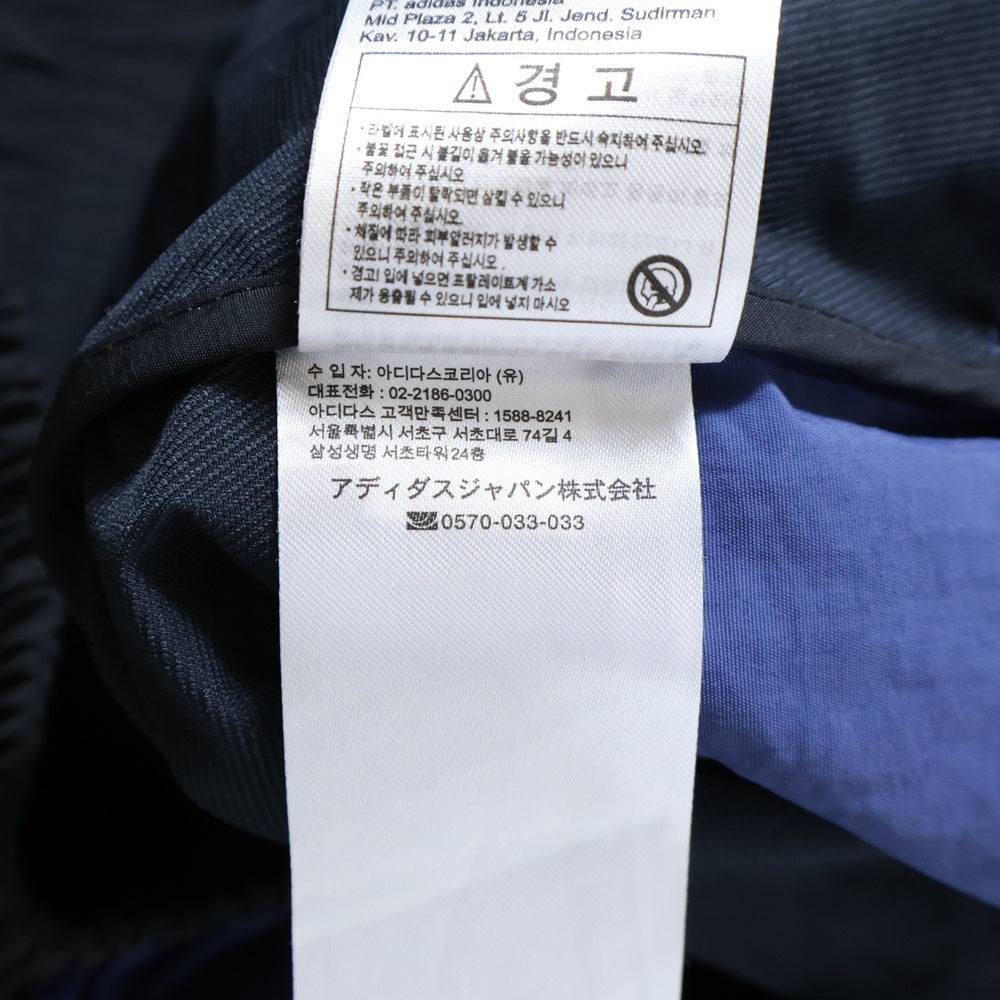 PT. adidas Indonesia
Mid Plaza 2, Lt. 5 Jl. Jend. Sudirman
Kav. 10-11 Jakarta, Indonesia
⚠ 경 고
· 라벨에 표시된 사용상 주의사항을 반드시 숙지하여 주십시오.
· 불꽃 접근 시 불길이 옮겨 붙을 가능성이 있으니
주의하여 주십시오
· 작은 부품이 탈락되면 삼킬 수 있으니
주의하여 주십시오.
· 체질에 따라 피부알러지가 발생할 수
있으니 주의하여 주십시오 .
· 경고! 입에 넣으면 프탈레이트계 가소
제가 용출될 수 있으니 입에 넣지 마시오
수 입 자: 아디다스코리아 (유)
대표전화 : 02-2186-0300
아디다스 고객만족센터 : 1588-8241
서울특별시 서초구 서초대로 74길 4
삼성생명 서초타워 24층
アディダスジャパン株式会社
0570-033-033